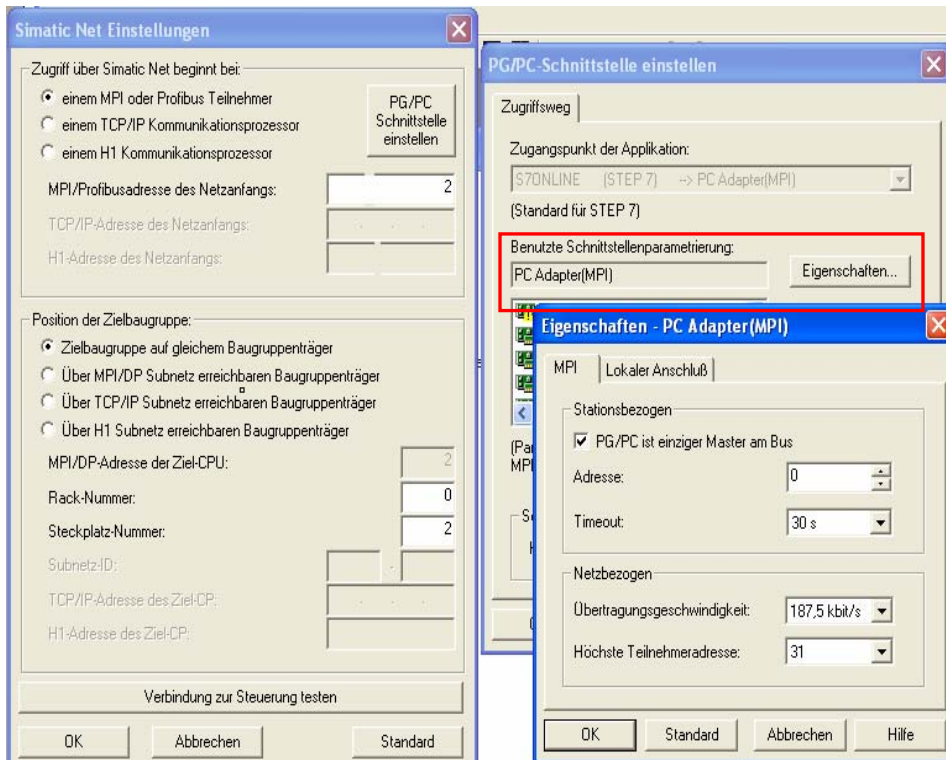 Simatic Net Einstellungen
Zugriff über Simatic Net beginnt bei:
einem MPI oder Profibus Teilnehmer
einem TCP/IP Kommunikationsprozessor
einem H1 Kommunikationsprozessor
PG/PC
Schnittstelle
einstellen
MPI/Profibusadresse des Netzanfangs:
2
TCP/IP-Adresse des Netzanfangs:
H1-Adresse des Netzanfangs:
Position der Zielbaugruppe:
Zielbaugruppe auf gleichem Baugruppenträger
Über MPI/DP Subnetz erreichbaren Baugruppenträger
Über TCP/IP Subnetz erreichbaren Baugruppenträger
Über H1 Subnetz erreichbaren Baugruppenträger
MPI/DP-Adresse der Ziel-CPU:
2
Rack-Nummer:
0
Steckplatz-Nummer:
2
Subnetz-ID:
-
TCP/IP-Adresse des Ziel-CP:
H1-Adresse des Ziel-CP:
Verbindung zur Steuerung testen
OK
Abbrechen
Standard
PG/PC-Schnittstelle einstellen
Zugriffsweg
Zugangspunkt der Applikation:
S7ONLINE (STEP 7) --> PC Adapter(MPI)
(Standard für STEP 7)
Benutzte Schnittstellenparametrierung:
PC Adapter(MPI)
Eigenschaften...
(Par
MPI
Eigenschaften - PC Adapter(MPI)
MPI
Lokaler Anschluß
Stationsbezogen
PG/PC ist einziger Master am Bus
Adresse:
0
Timeout:
30 s
Netzbezogen
Übertragungsgeschwindigkeit:
187,5 kbit/s
Höchste Teilnehmeradresse:
31
OK
Standard
Abbrechen
Hilfe